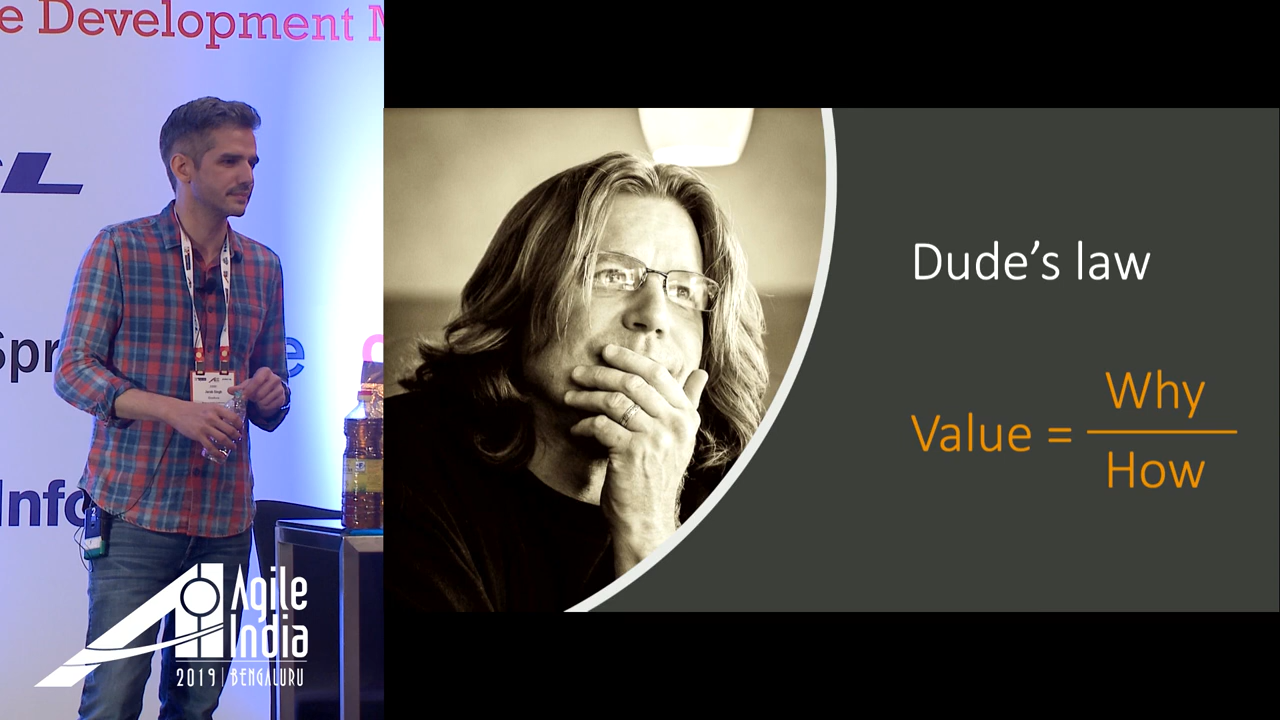 e Development M
L
Spr
e
Info
Agile
India
2019 | BENGALURU
Dude's law
Value = Why
How